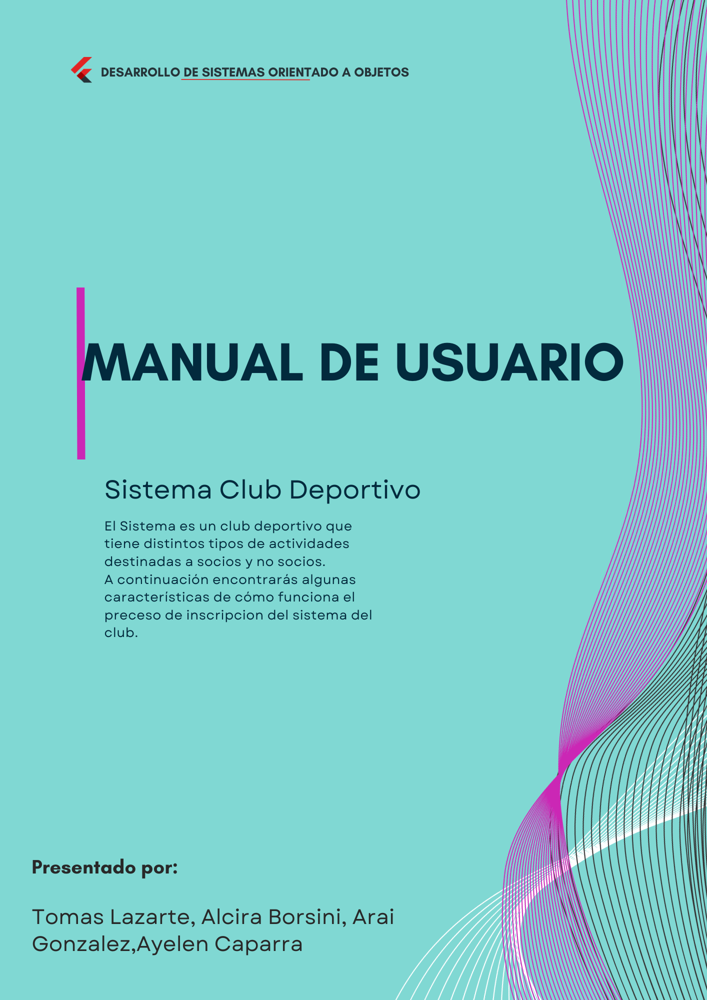 DESARROLLO DE SISTEMAS ORIENTADO A OBJETOS
MANUAL DE USUARIO
Sistema Club Deportivo
El Sistema es un club deportivo que
tiene distintos tipos de actividades
destinadas a socios y no socios.
A continuación encontrarás algunas
características de cómo funciona el
preceso de inscripcion del sistema del
club.
Presentado por:
Tomas Lazarte, Alcira Borsini, Arai
Gonzalez,Ayelen Caparra